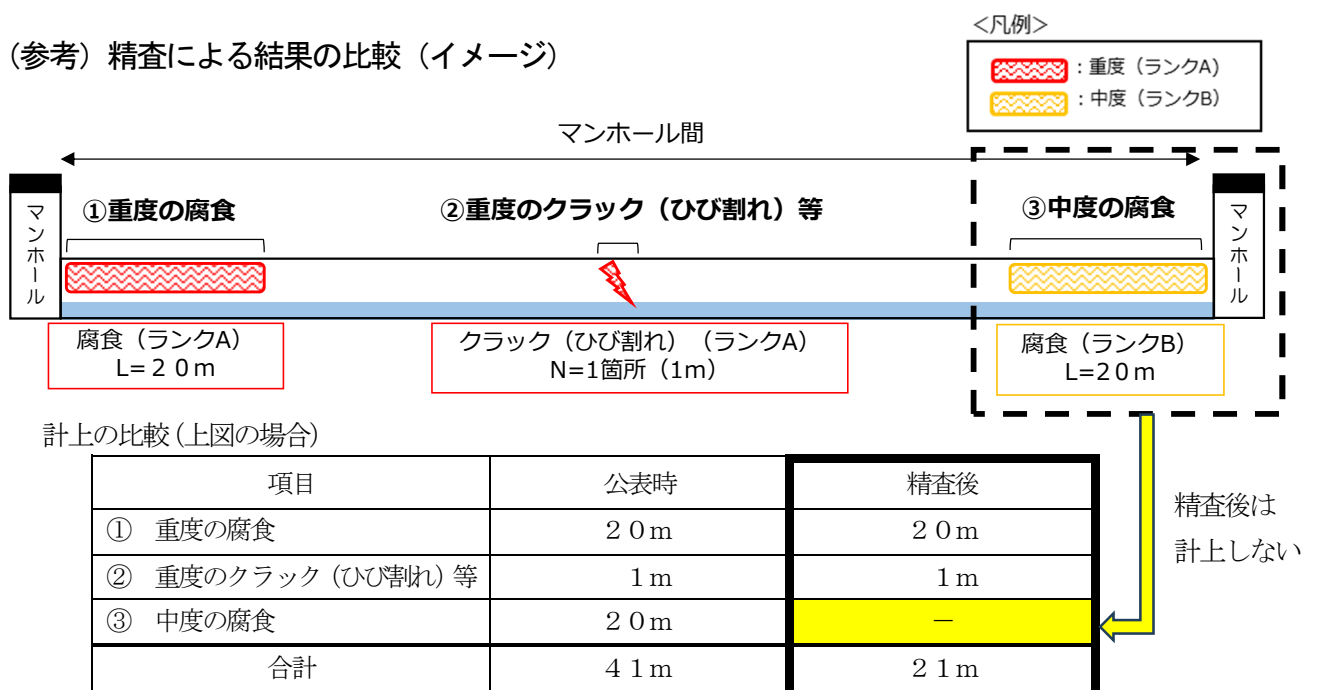 <凡例>
：重度（ランクA）
：中度（ランクB）
（参考）精査による結果の比較（イメージ）
マンホール間
マンホール
①重度の腐食
②重度のクラック（ひび割れ）等
③中度の腐食
マンホール
腐食（ランクA）
L=２０m
クラック（ひび割れ）（ランクA）
N=1箇所（1m）
腐食（ランクB）
L=20m
計上の比較(上図の場合)
項目 公表時 精査後
① 重度の腐食 ２０ｍ ２０ｍ
② 重度のクラック（ひび割れ）等 １ｍ １ｍ
③ 中度の腐食 ２０ｍ －
合計 ４１ｍ ２１ｍ
精査後は
計上しない